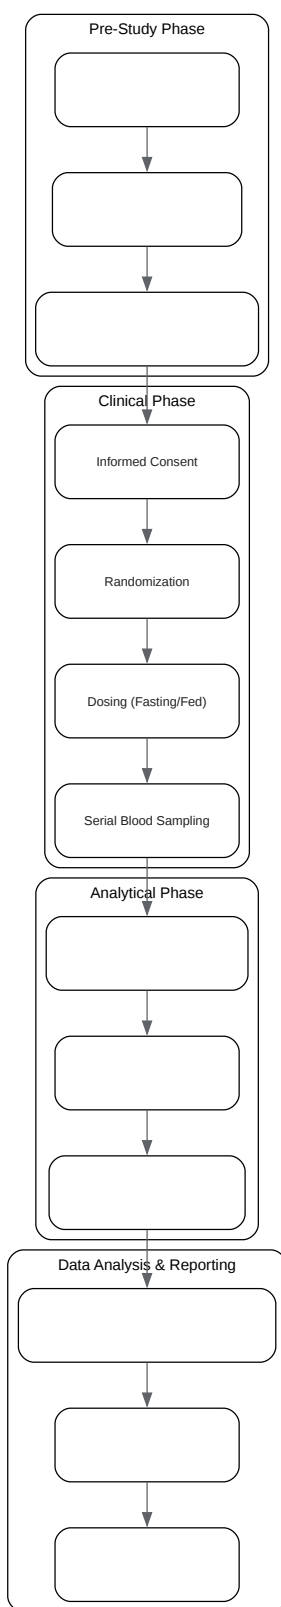 Pre-Study Phase
Clinical Phase
Informed Consent
Randomization
Dosing (Fasting/Fed)
Serial Blood Sampling
Analytical Phase
Data Analysis & Reporting